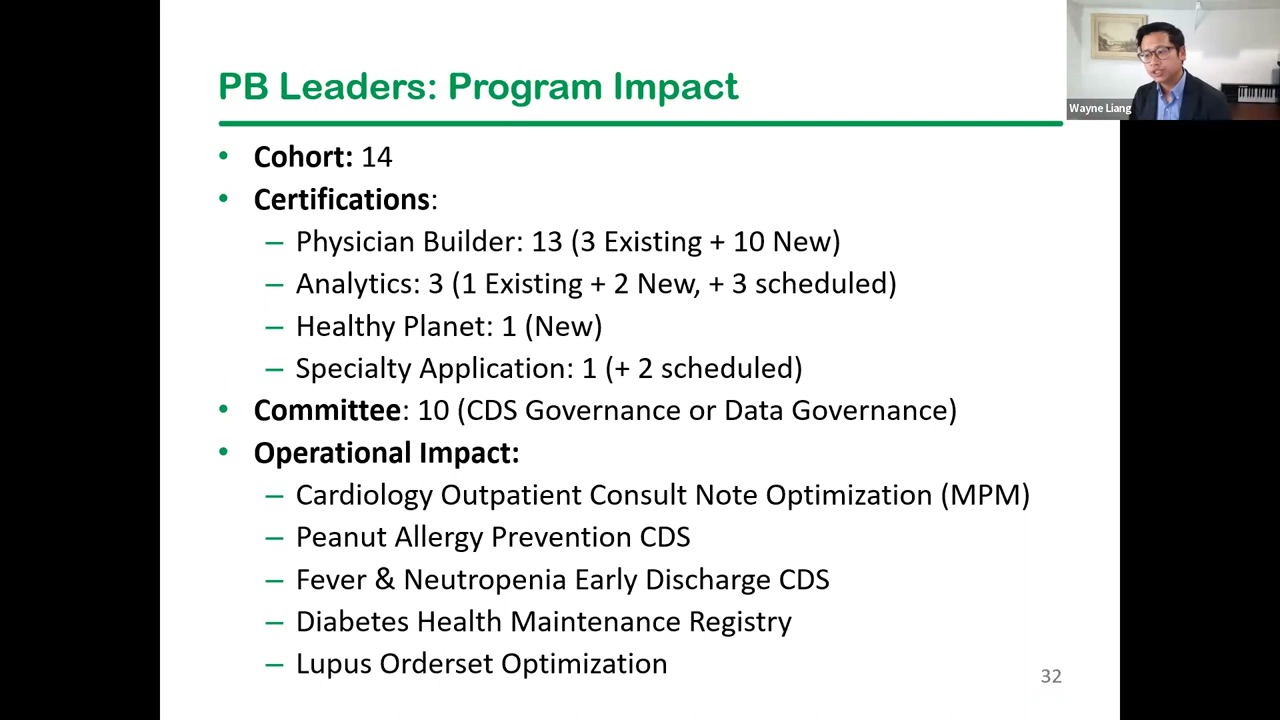 PB Leaders: Program Impact
Wayne Liang
• Cohort: 14
• Certifications:
– Physician Builder: 13 (3 Existing + 10 New)
– Analytics: 3 (1 Existing + 2 New, + 3 scheduled)
– Healthy Planet: 1 (New)
– Specialty Application: 1 (+ 2 scheduled)
• Committee: 10 (CDS Governance or Data Governance)
• Operational Impact:
– Cardiology Outpatient Consult Note Optimization (MPM)
– Peanut Allergy Prevention CDS
– Fever & Neutropenia Early Discharge CDS
– Diabetes Health Maintenance Registry
– Lupus Orderset Optimization
32